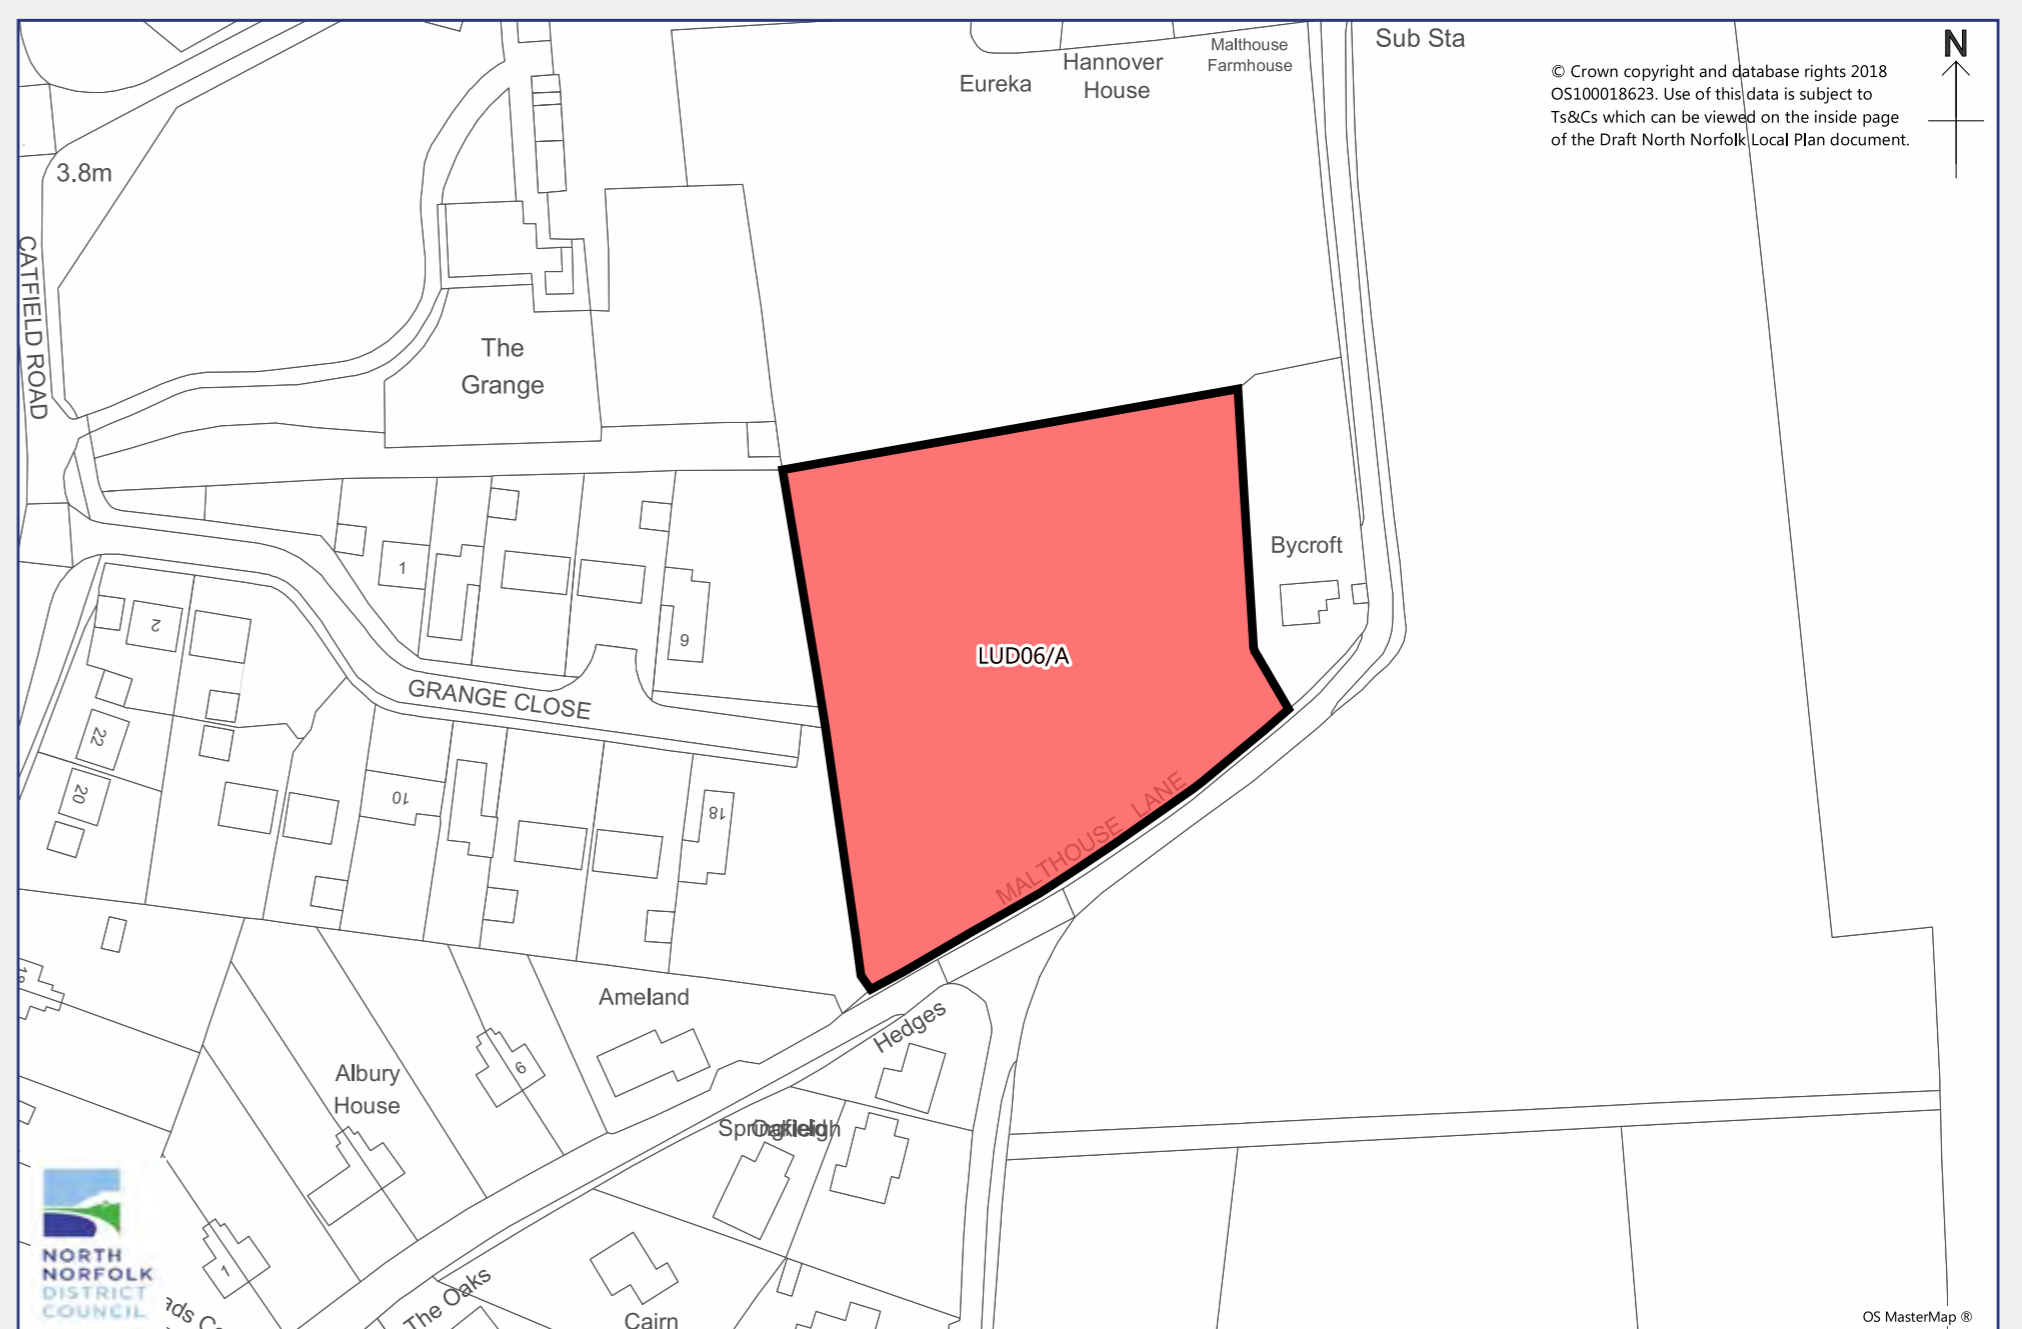 Sub Sta
N
Malthouse
Farmhouse
Hannover
House
Eureka
© Crown copyright and database rights 2018
OS100018623. Use of this data is subject to
Ts&Cs which can be viewed on the inside page
of the Draft North Norfolk Local Plan document.
3.8m
CATFIELD ROAD
The
Grange
Bycroft
1
2
6
LUD06/A
GRANGE CLOSE
22
20
10
18
MALTHOUSE LANE
Ameland
Hedges
Albury
House
6
Springfield
Oakleigh
1
The Oaks
Cairn
NORTH
NORFOLK
DISTRICT
COUNCIL
OS MasterMap ®